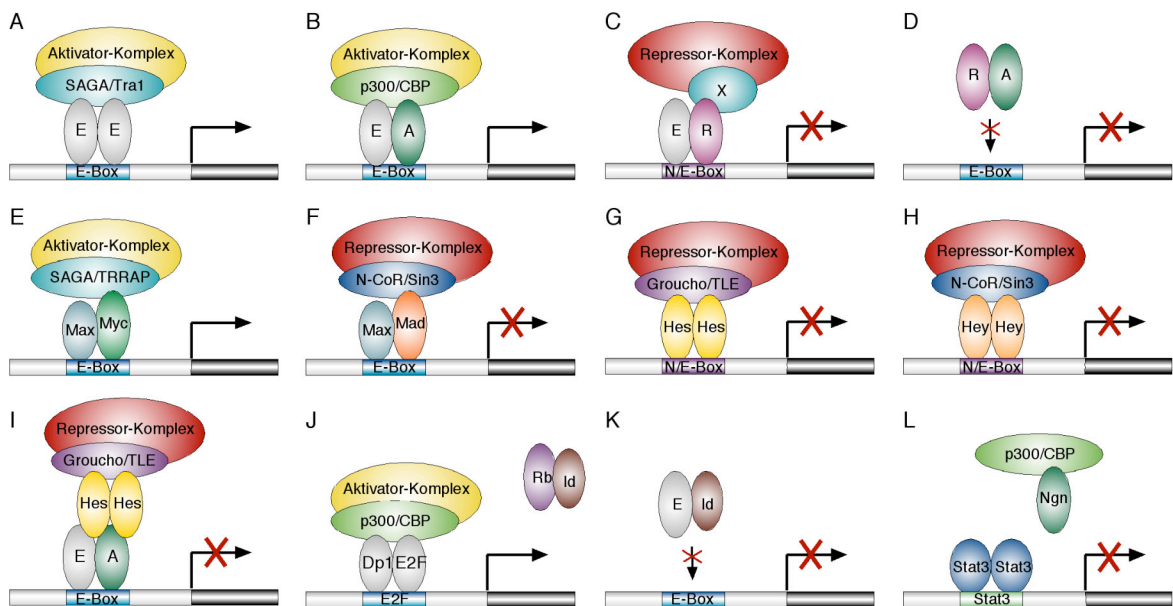 A
Aktivator-Komplex
SAGA/Tra1
E E
E-Box
B
Aktivator-Komplex
p300/CBP
E A
E-Box
C
Repressor-Komplex
X
E R
N/E-Box
D
R A
E-Box
E
Aktivator-Komplex
SAGA/TRRAP
Max Myc
E-Box
F
Repressor-Komplex
N-CoR/Sin3
Max Mad
E-Box
G
Repressor-Komplex
Groucho/TLE
Hes Hes
N/E-Box
H
Repressor-Komplex
N-CoR/Sin3
Hey Hey
N/E-Box
I
Repressor-Komplex
Groucho/TLE
Hes Hes
E A
E-Box
J
Rb Id
Aktivator-Komplex
p300/CBP
Dp1 E2F
E2F
K
E Id
E-Box
L
p300/CBP
Ngn
Stat3 Stat3
Stat3